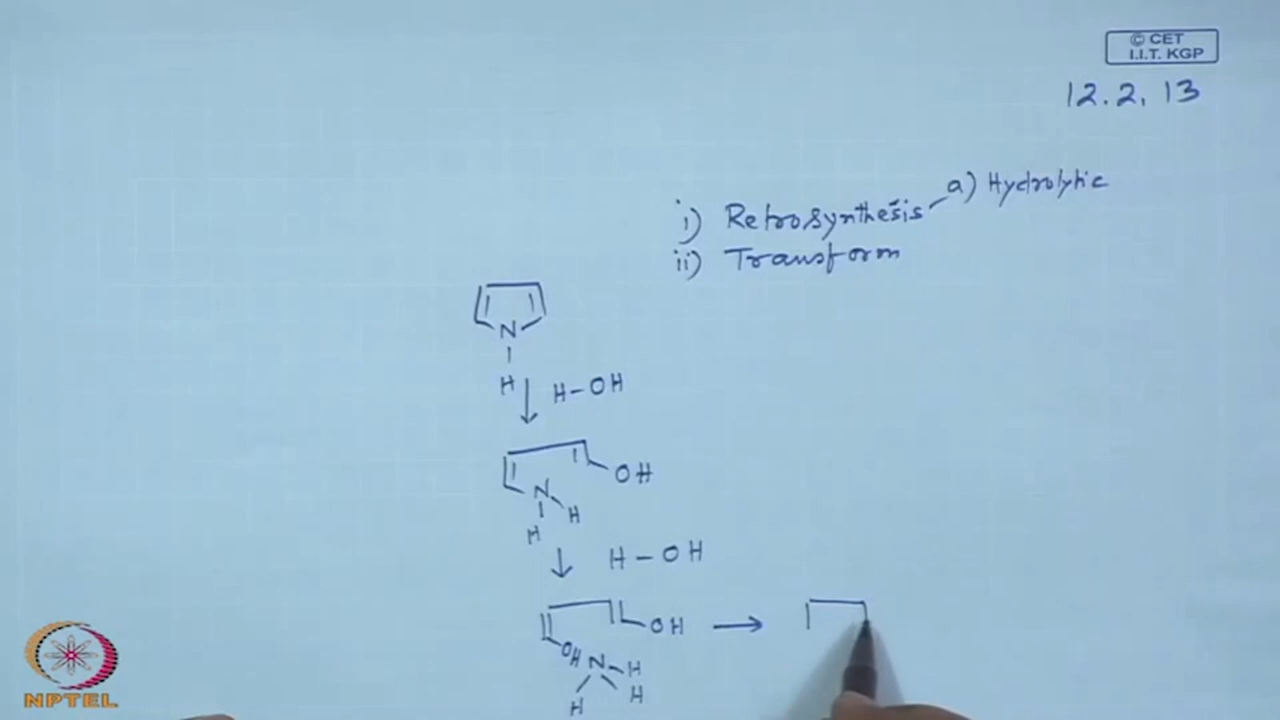 © CET
I.I.T. KGP
12.2.13
i) Retrosynthesis
a) Hydrolytic
ii) Transform
N
H
H-OH
OH
N
H
H
H-OH
OH
OH
N
H
H
H
NPTEL